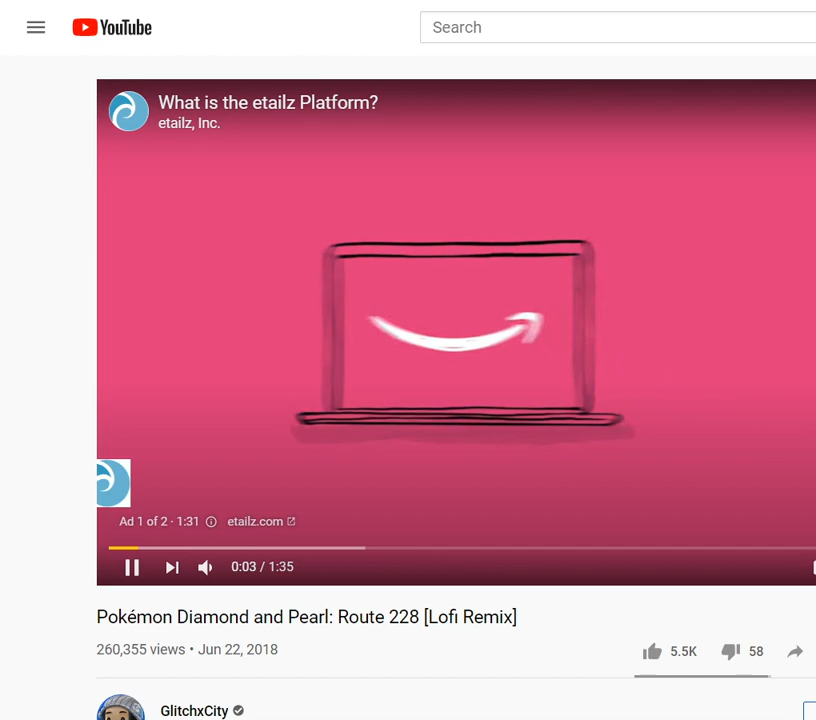 YouTube
Search
What is the etailz Platform?
etailz, Inc.
Ad 1 of 2 · 1:31 etailz.com
0:03 / 1:35
Pokémon Diamond and Pearl: Route 228 [Lofi Remix]
260,355 views • Jun 22, 2018
5.5K 58
GlitchxCity